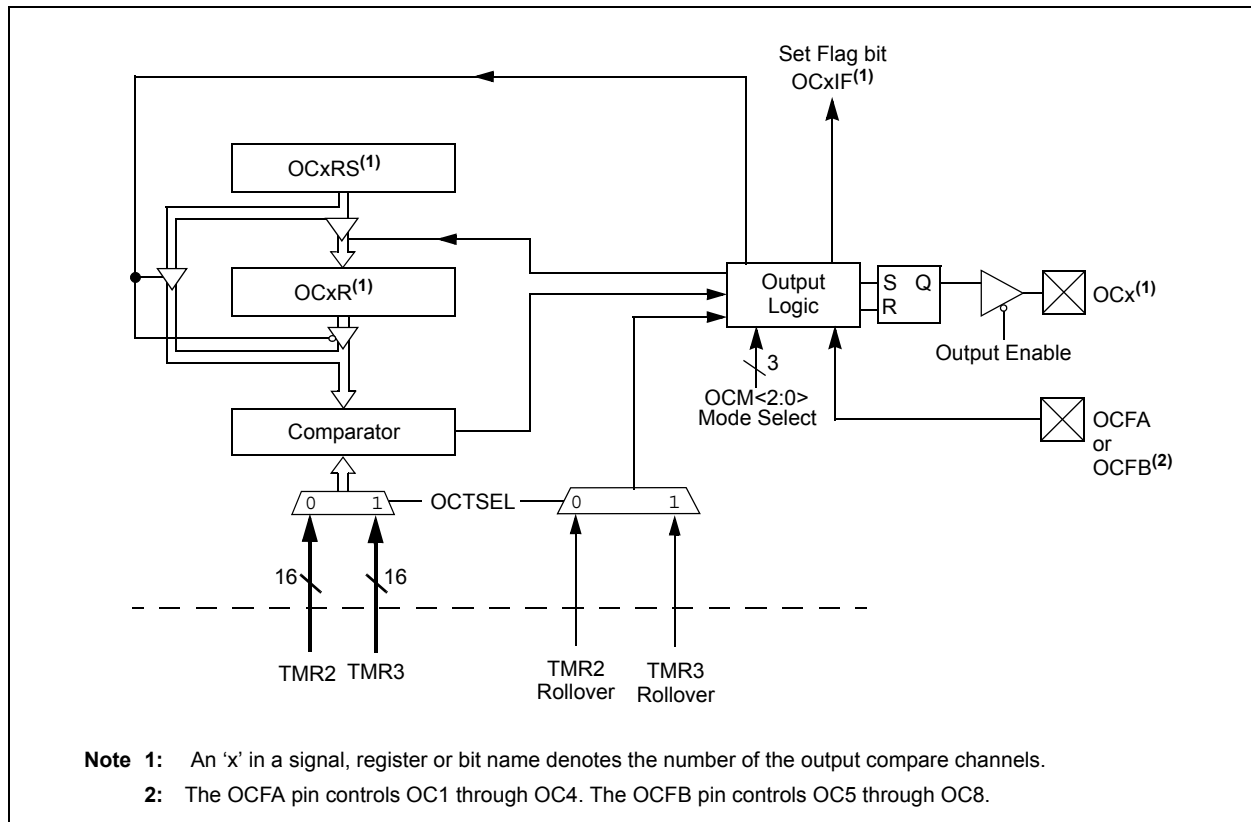 Set Flag bit
OCxIF(1)
OCxRS(1)
OCxR(1)
Output
Logic
S Q
R
OCx(1)
Output Enable
3
OCM<2:0>
Mode Select
Comparator
OCFA
or
OCFB(2)
0 1
OCTSEL
0 1
16
16
TMR2
TMR3
TMR2
Rollover
TMR3
Rollover
Note 1: An ‘x’ in a signal, register or bit name denotes the number of the output compare channels.
2: The OCFA pin controls OC1 through OC4. The OCFB pin controls OC5 through OC8.